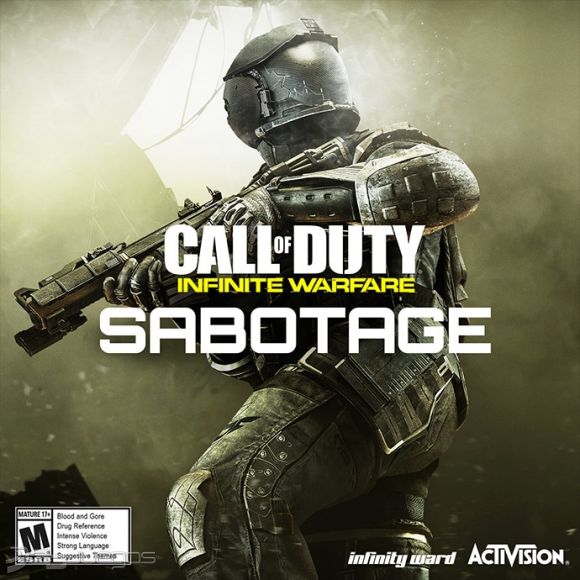 CALL OF DUTY
INFINITE WARFARE
SABOTAGE
MATURE 17+
M
ESRB
Blood and Gore
Drug Reference
Intense Violence
Strong Language
Suggestive Themes
infinity ward ACTIVISION